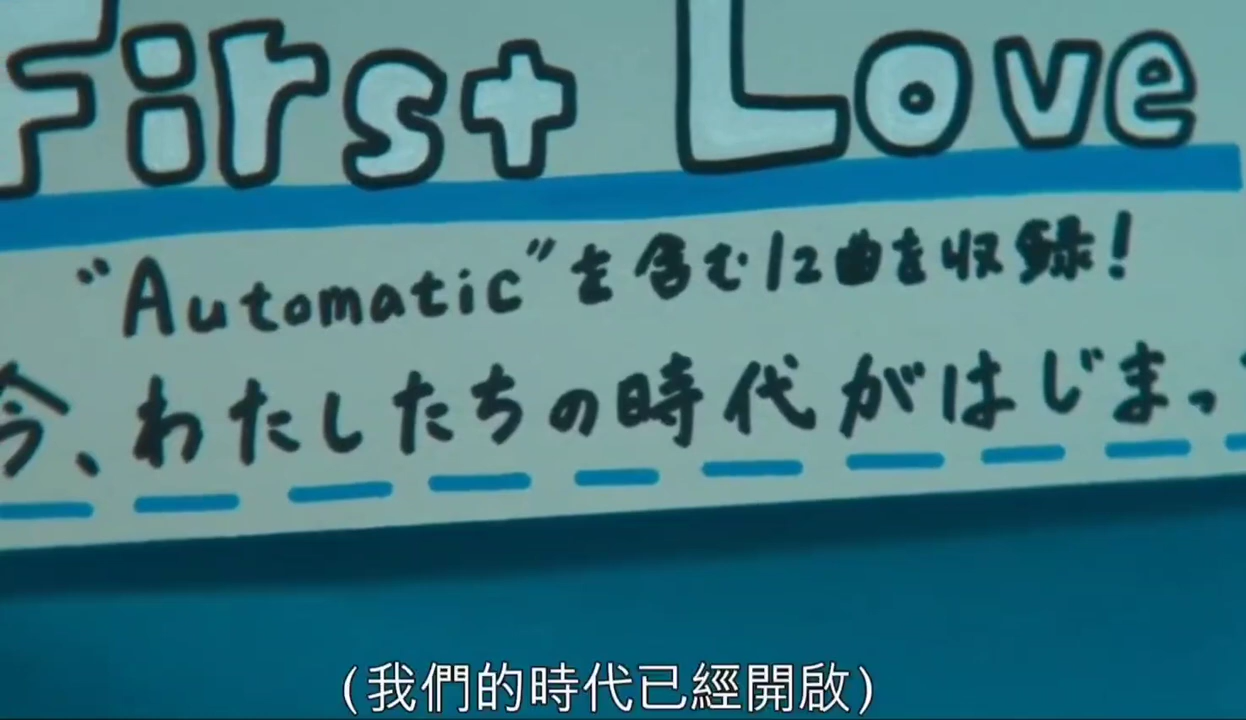 First Love
“Automatic”を含む12曲を収録!
今、わたしたちの時代がはじまっ
(我們的時代已經開啟)